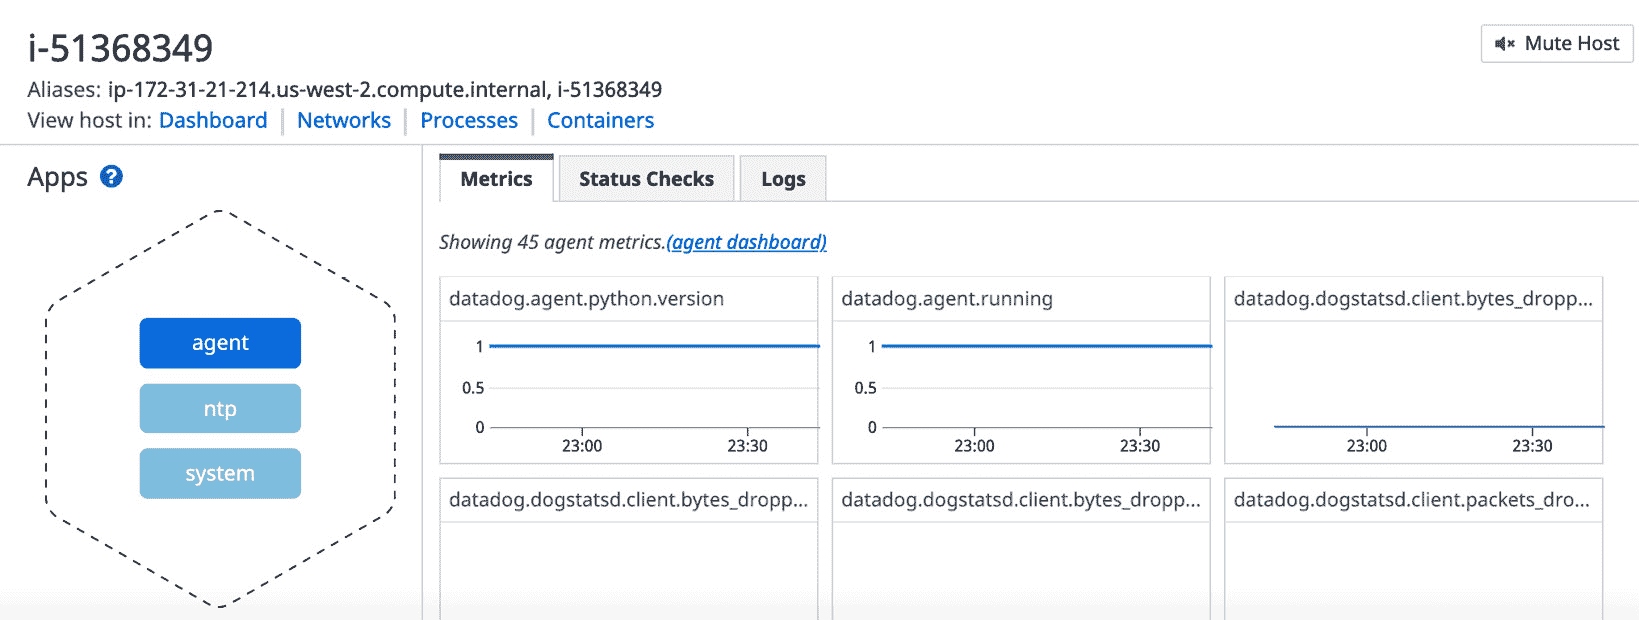 i-51368349
Mute Host
Aliases: ip-172-31-21-214.us-west-2.compute.internal, i-51368349
View host in: Dashboard | Networks | Processes | Containers
Apps ?
agent
ntp
system
Metrics
Status Checks
Logs
Showing 45 agent metrics.(agent dashboard)
datadog.agent.python.version
1
0.5
0
23:00 23:30
datadog.agent.running
1
0.5
0
23:00 23:30
datadog.dogstatsd.client.bytes_dropp...
23:00 23:30
datadog.dogstatsd.client.bytes_dropp...
datadog.dogstatsd.client.bytes_dropp...
datadog.dogstatsd.client.packets_dro...